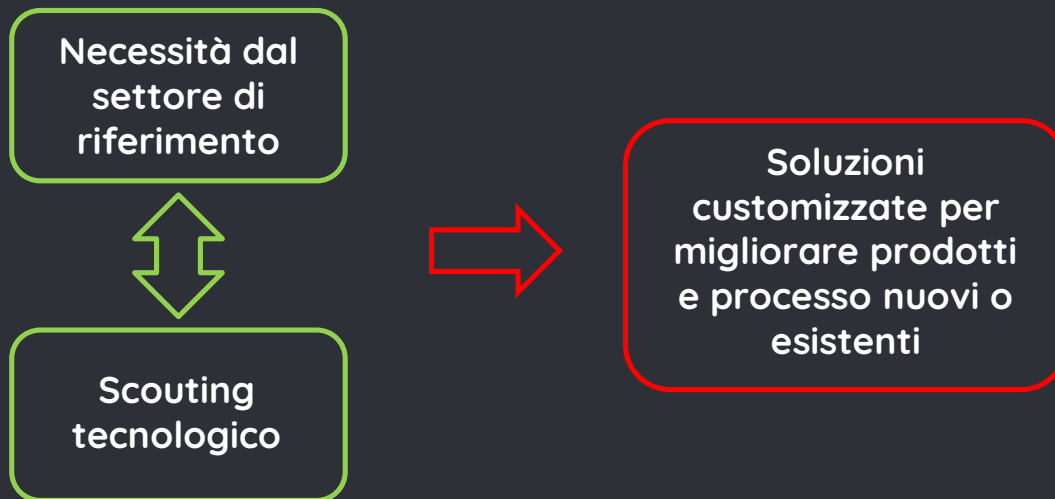 Necessità dal
settore di
riferimento
Scouting
tecnologico
Soluzioni
customizzate per
migliorare prodotti
e processo nuovi o
esistenti